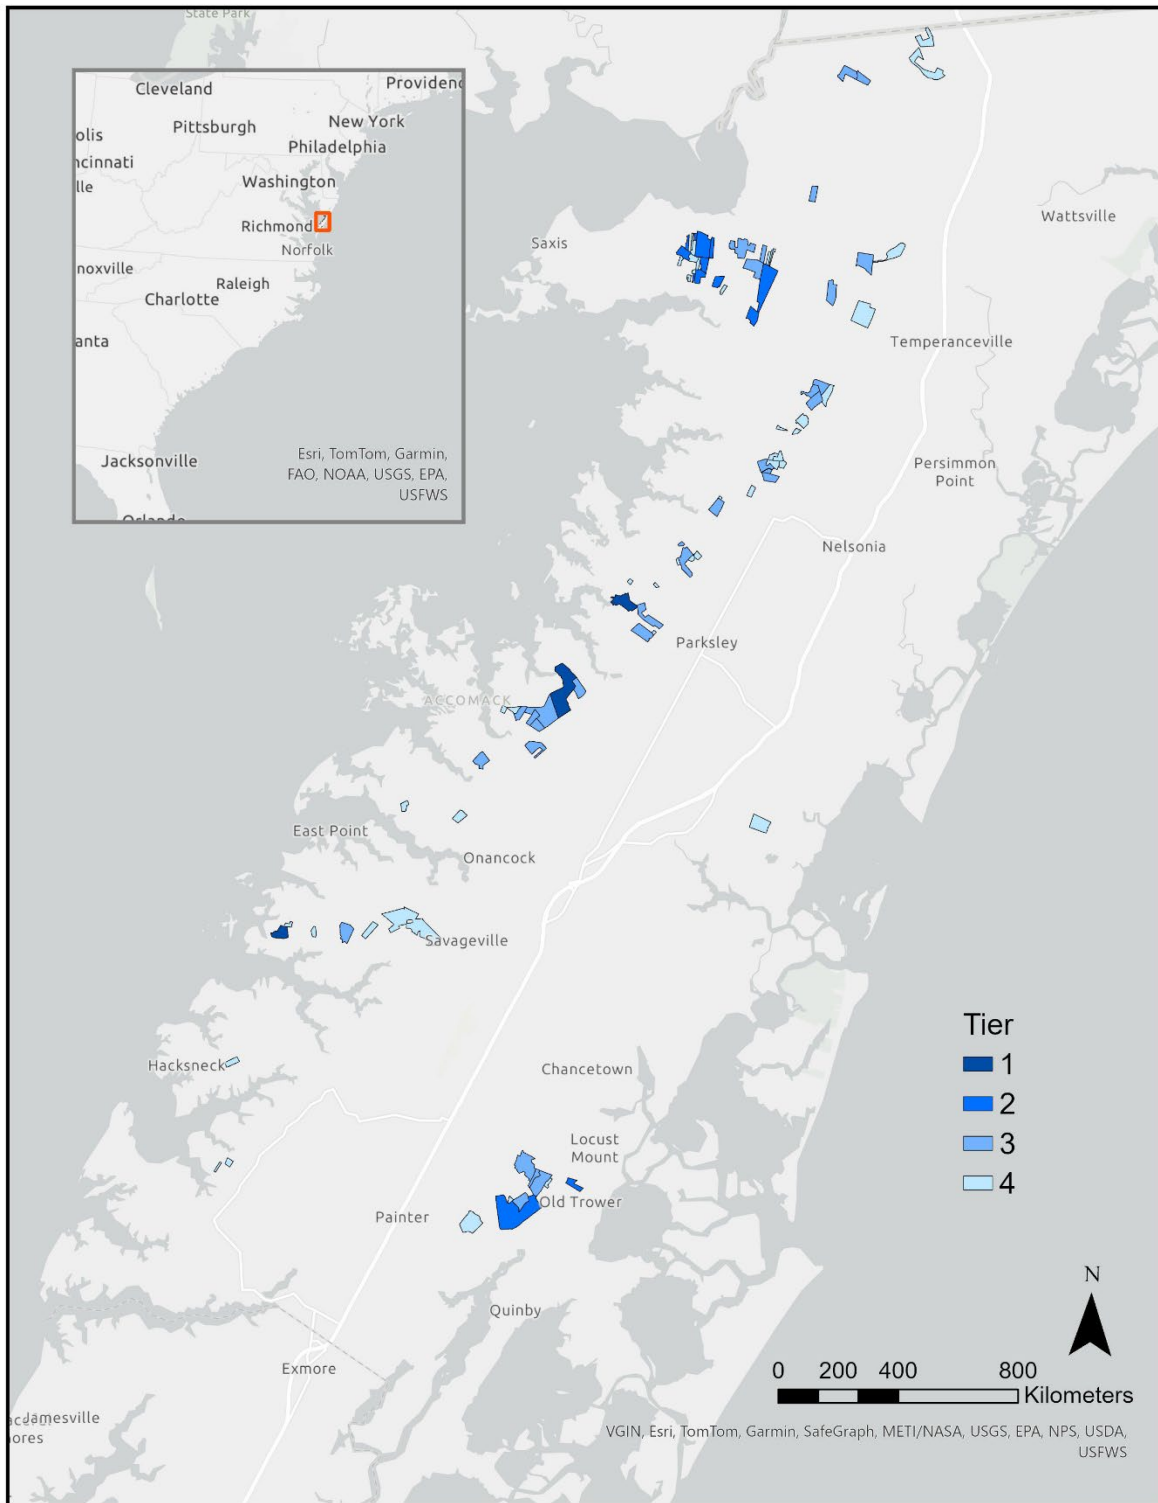 State Park
Cleveland
Providen
Pittsburgh
New York
olis
Philadelphia
ncinnati
lle
Washington
Richmond
Norfolk
noxville
Raleigh
Charlotte
anta
Jacksonville
Esri, TomTom, Garmin,
FAO, NOAA, USGS, EPA,
USFWS
Orlando
Wattsville
Saxis
Temperanceville
Persimmon
Point
Nelsonia
Parksley
ACCOMACK
East Point
Onancock
Savageville
Hacksneck
Chancetown
Locust
Mount
Old Trower
Painter
Quinby
Exmore
Jamesville
ores
Tier
1
2
3
4
N
0 200 400 800
Kilometers
VGIN, Esri, TomTom, Garmin, SafeGraph, METI/NASA, USGS, EPA, NPS, USDA,
USFWS